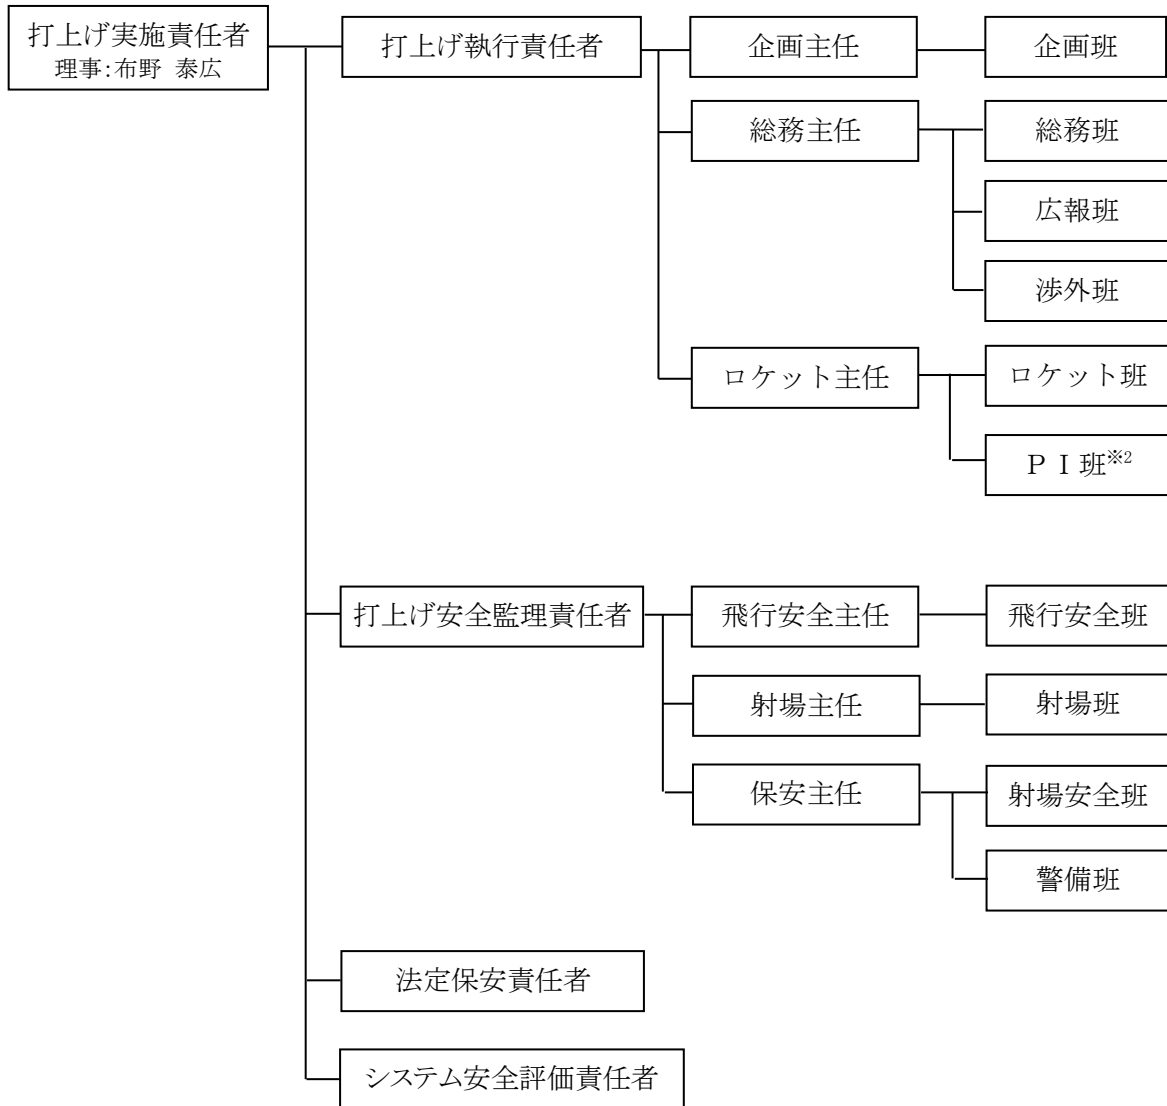 打上げ実施責任者
理事:布野 泰広
打上げ執行責任者
企画主任
企画班
総務主任
総務班
広報班
渉外班
ロケット主任
ロケット班
ＰＩ班※2
打上げ安全監理責任者
飛行安全主任
飛行安全班
射場主任
射場班
保安主任
射場安全班
警備班
法定保安責任者
システム安全評価責任者